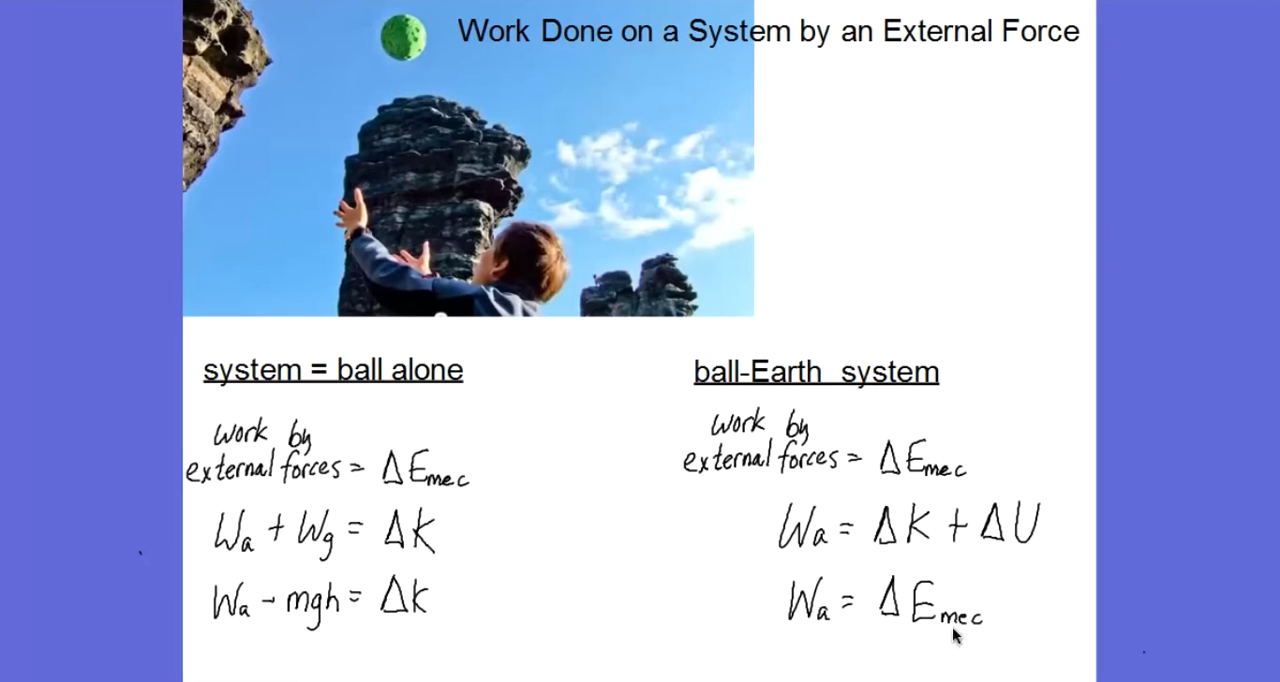 Work Done on a System by an External Force
system = ball alone
work by
external forces = ΔEmec
Wa + Wg = ΔK
Wa - mgh = Δk
ball-Earth system
work by
external forces = ΔEmec
Wa = ΔK + ΔU
Wa = ΔEmec